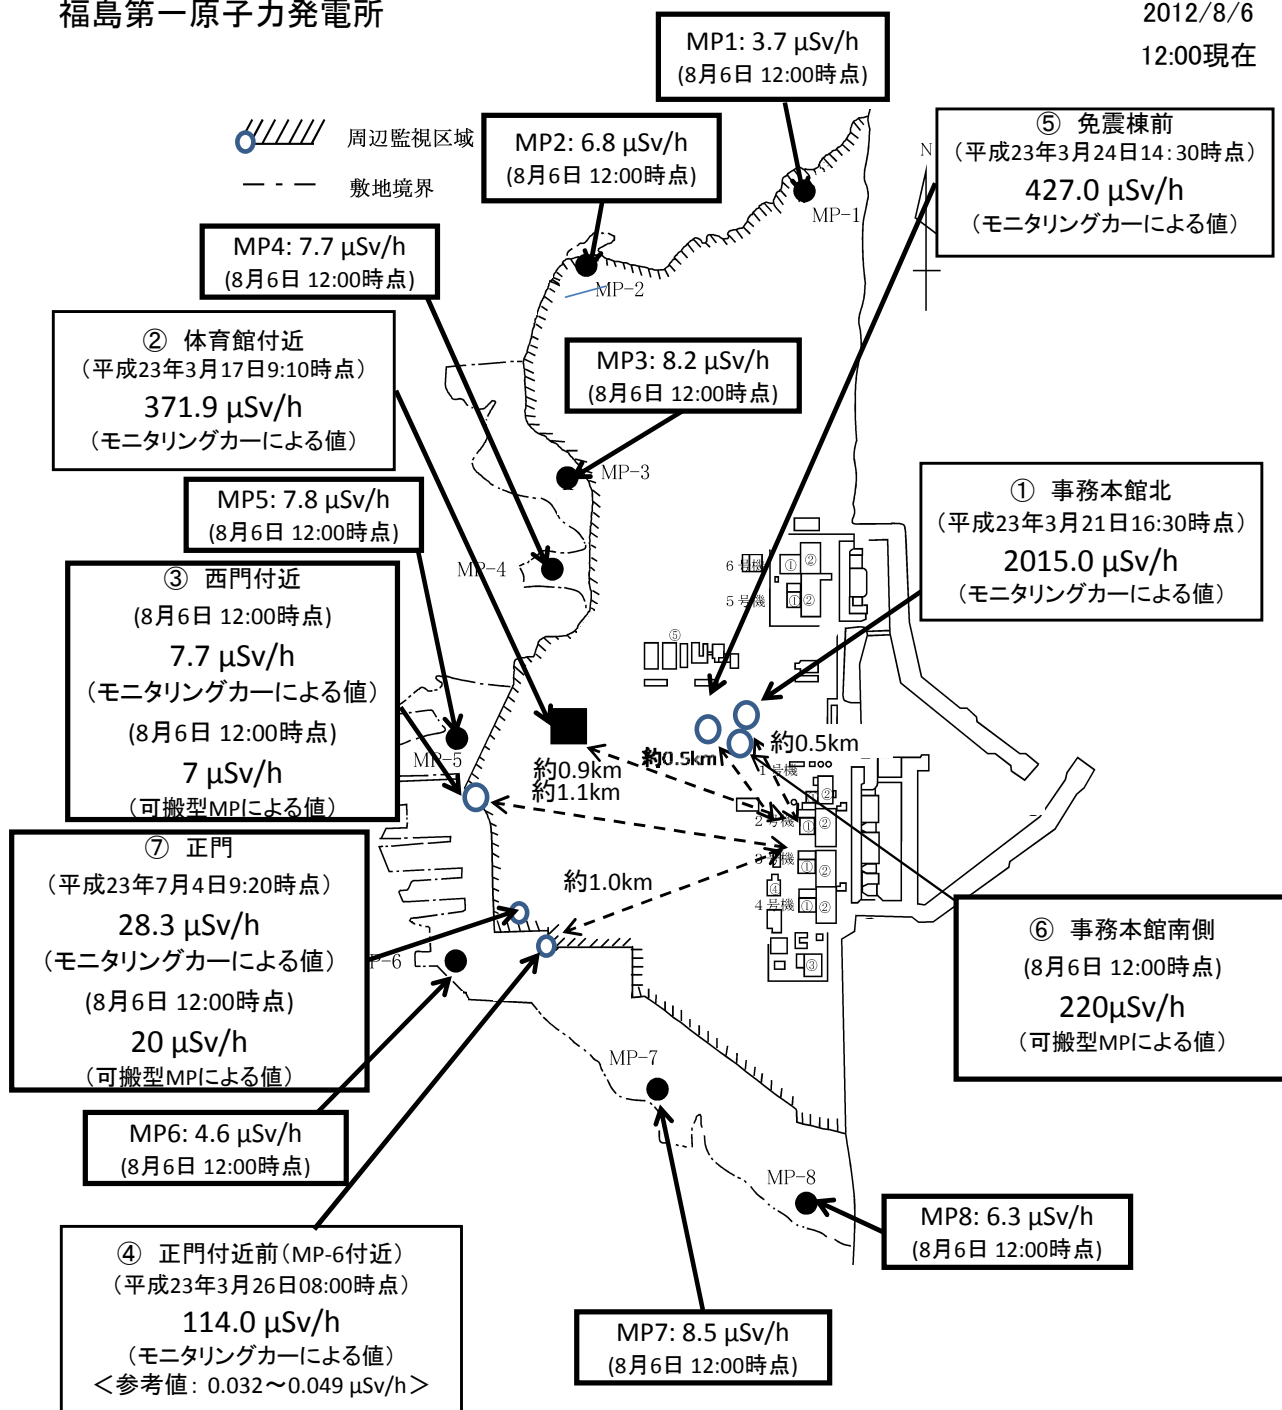 福島第一原子力発電所
2012/8/6
12:00現在
周辺監視区域
敷地境界
MP1: 3.7 μSv/h
(8月6日 12:00時点)
MP2: 6.8 μSv/h
(8月6日 12:00時点)
⑤ 免震棟前
(平成23年3月24日14:30時点)
427.0 μSv/h
(モニタリングカーによる値)
N
MP-1
MP4: 7.7 μSv/h
(8月6日 12:00時点)
MP-2
② 体育館付近
(平成23年3月17日9:10時点)
371.9 μSv/h
(モニタリングカーによる値)
MP3: 8.2 μSv/h
(8月6日 12:00時点)
MP-3
MP5: 7.8 μSv/h
(8月6日 12:00時点)
① 事務本館北
(平成23年3月21日16:30時点)
2015.0 μSv/h
(モニタリングカーによる値)
MP-4
6号機
①
②
5号機
①
②
⑤
③ 西門付近
(8月6日 12:00時点)
7.7 μSv/h
(モニタリングカーによる値)
(8月6日 12:00時点)
7 μSv/h
(可搬型MPによる値)
MP-5
約0.9km
約1.1km
約0.5km
約0.5km
1号機
②
2号機
①
②
3号機
①
②
4号機
①
②
④
③
約1.0km
⑦ 正門
(平成23年7月4日9:20時点)
28.3 μSv/h
(モニタリングカーによる値)
(8月6日 12:00時点)
20 μSv/h
(可搬型MPによる値)
P-6
⑥ 事務本館南側
(8月6日 12:00時点)
220μSv/h
(可搬型MPによる値)
MP-7
MP6: 4.6 μSv/h
(8月6日 12:00時点)
MP-8
MP8: 6.3 μSv/h
(8月6日 12:00時点)
④ 正門付近前(MP-6付近)
(平成23年3月26日08:00時点)
114.0 μSv/h
(モニタリングカーによる値)
<参考値: 0.032～0.049 μSv/h>
MP7: 8.5 μSv/h
(8月6日 12:00時点)